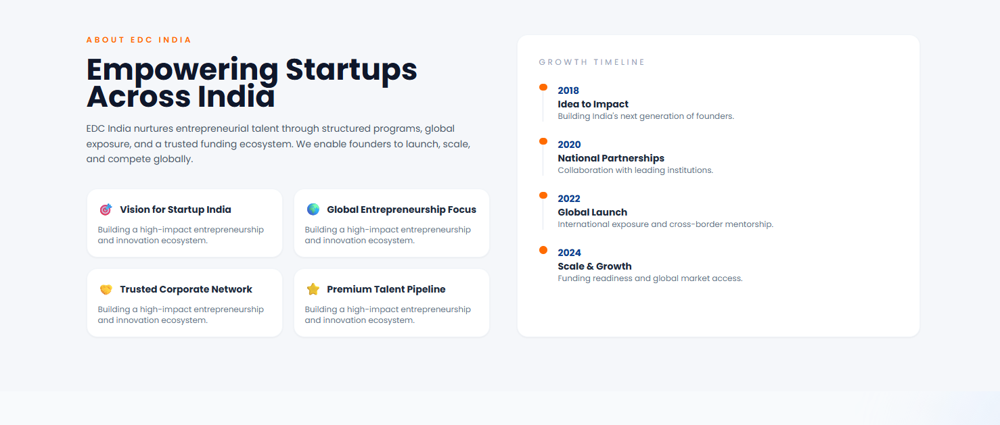 ABOUT EDC INDIA
Empowering Startups
Across India
EDC India nurtures entrepreneurial talent through structured programs, global
exposure, and a trusted funding ecosystem. We enable founders to launch, scale,
and compete globally.
Vision for Startup India
Building a high-impact entrepreneurship
and innovation ecosystem.
Global Entrepreneurship Focus
Building a high-impact entrepreneurship
and innovation ecosystem.
Trusted Corporate Network
Building a high-impact entrepreneurship
and innovation ecosystem.
Premium Talent Pipeline
Building a high-impact entrepreneurship
and innovation ecosystem.
GROWTH TIMELINE
2018
Idea to Impact
Building India's next generation of founders.
2020
National Partnerships
Collaboration with leading institutions.
2022
Global Launch
International exposure and cross-border mentorship.
2024
Scale & Growth
Funding readiness and global market access.